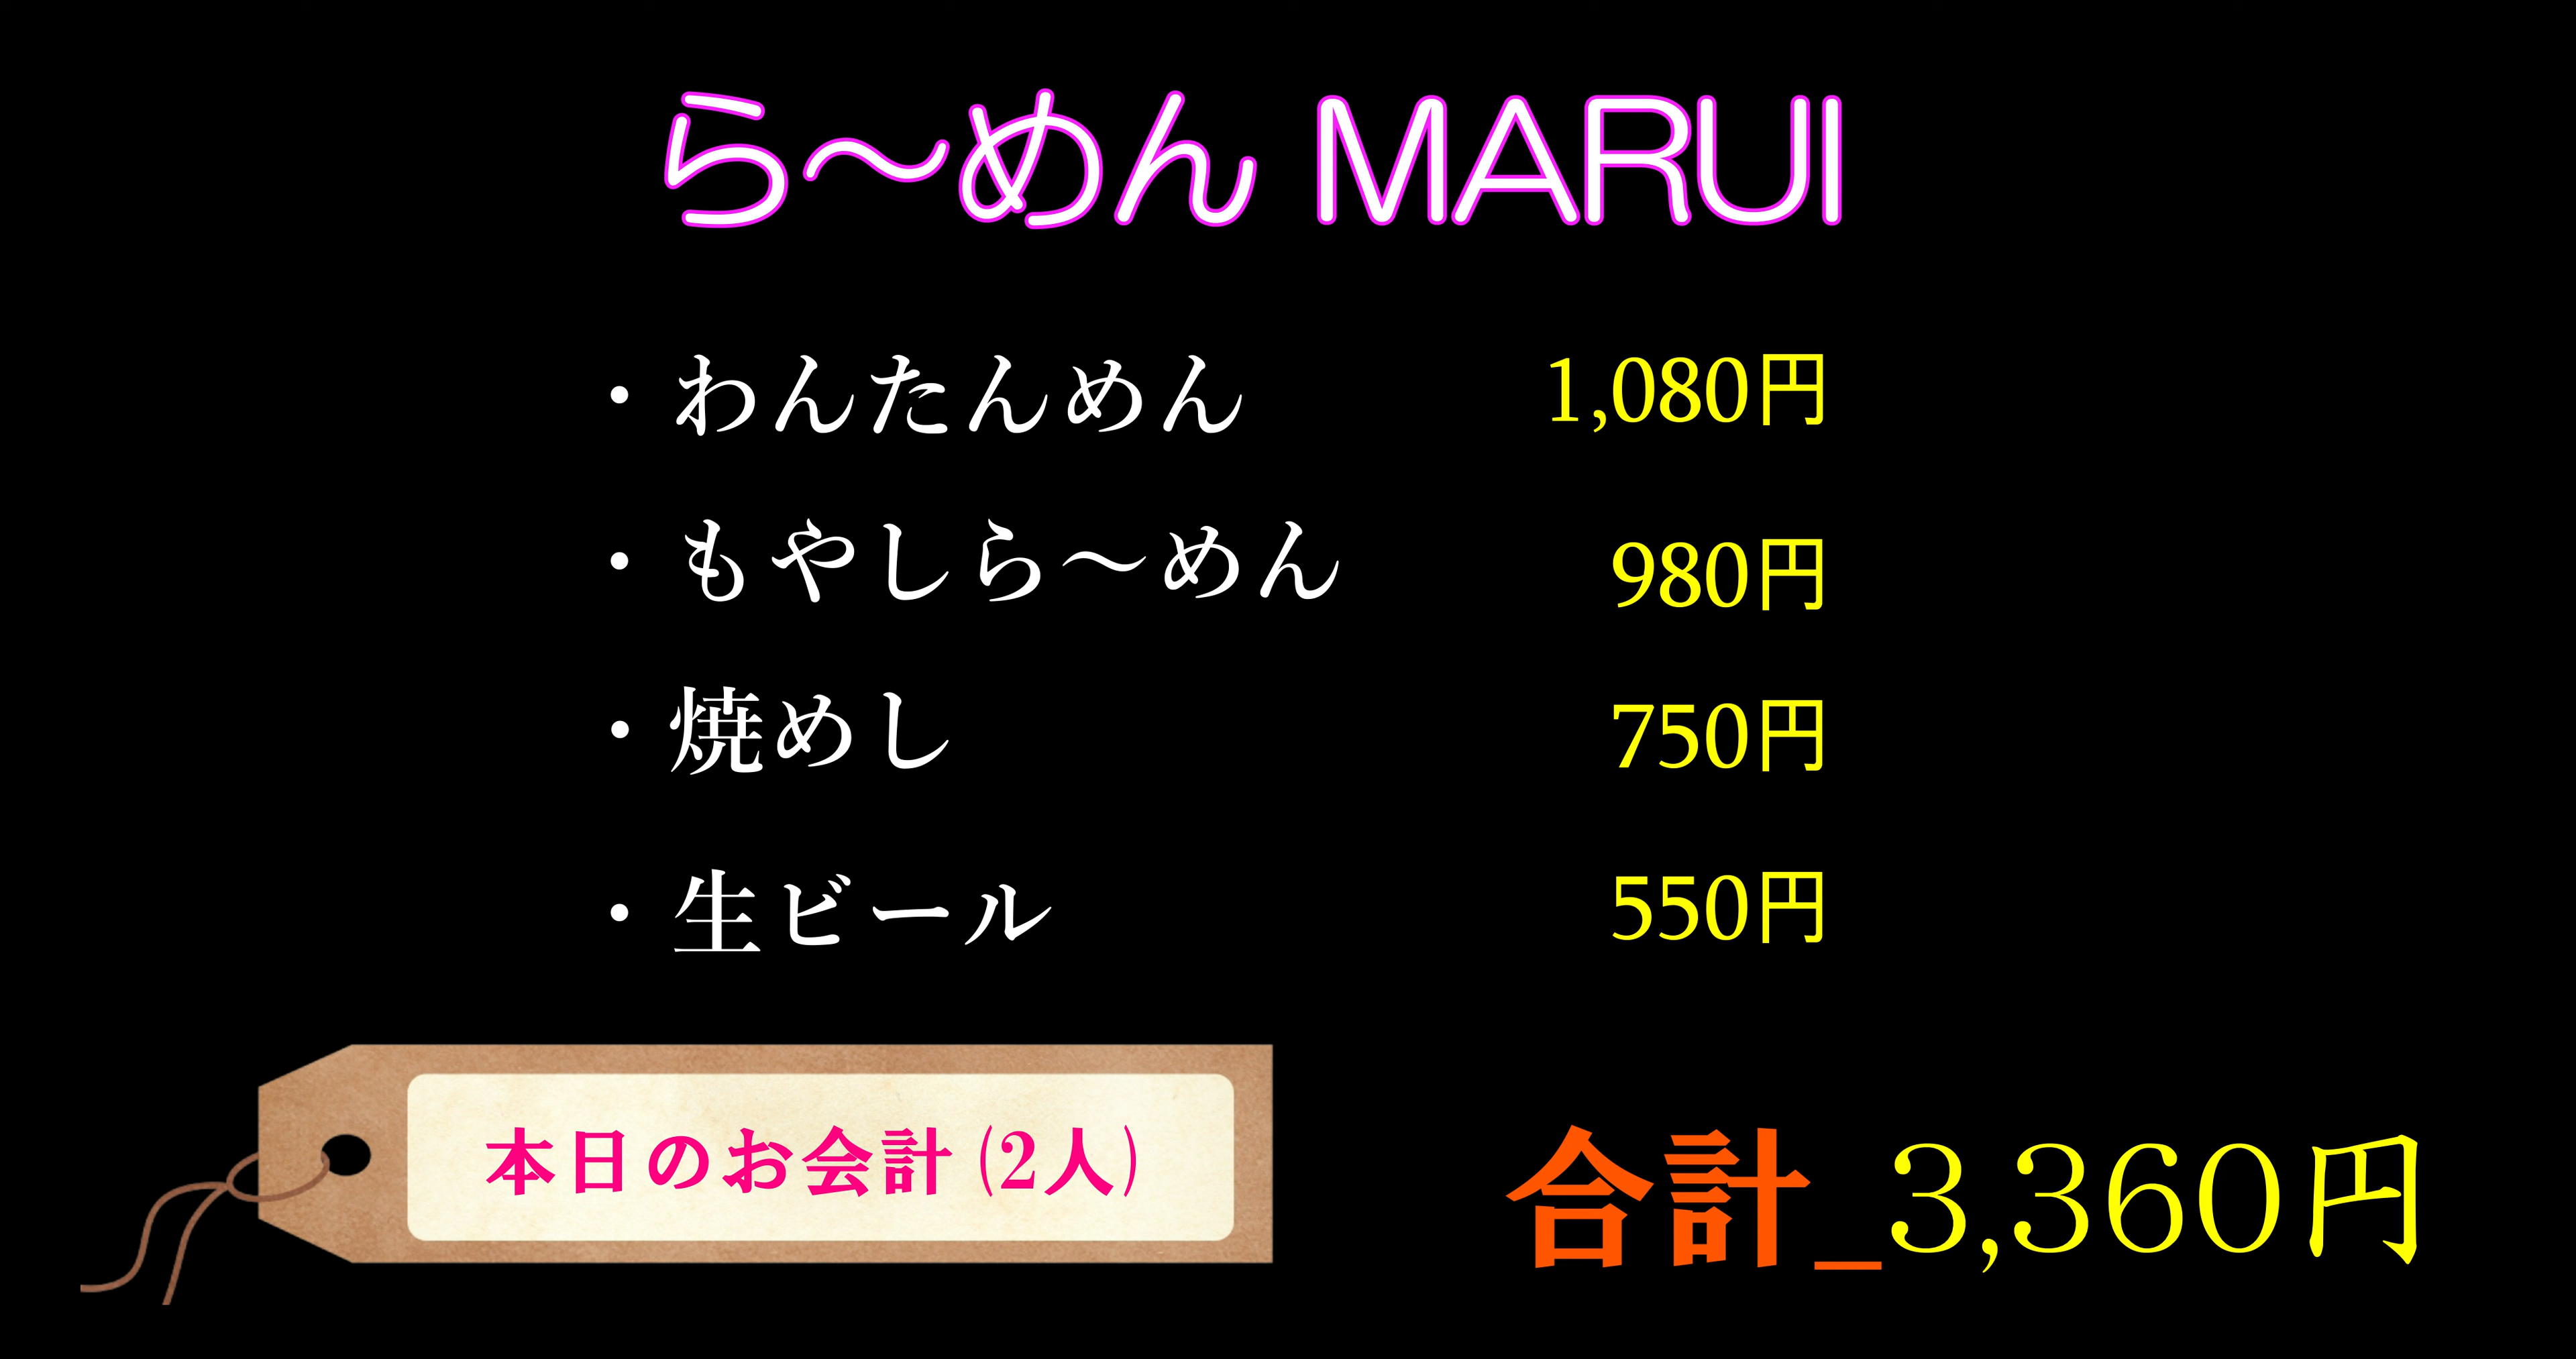 ら〜めん MARUI
・わんたんめん 1,080円
・もやしら〜めん 980円
・焼めし 750円
・生ビール 550円
本日のお会計 (2人)
合計_3,360円